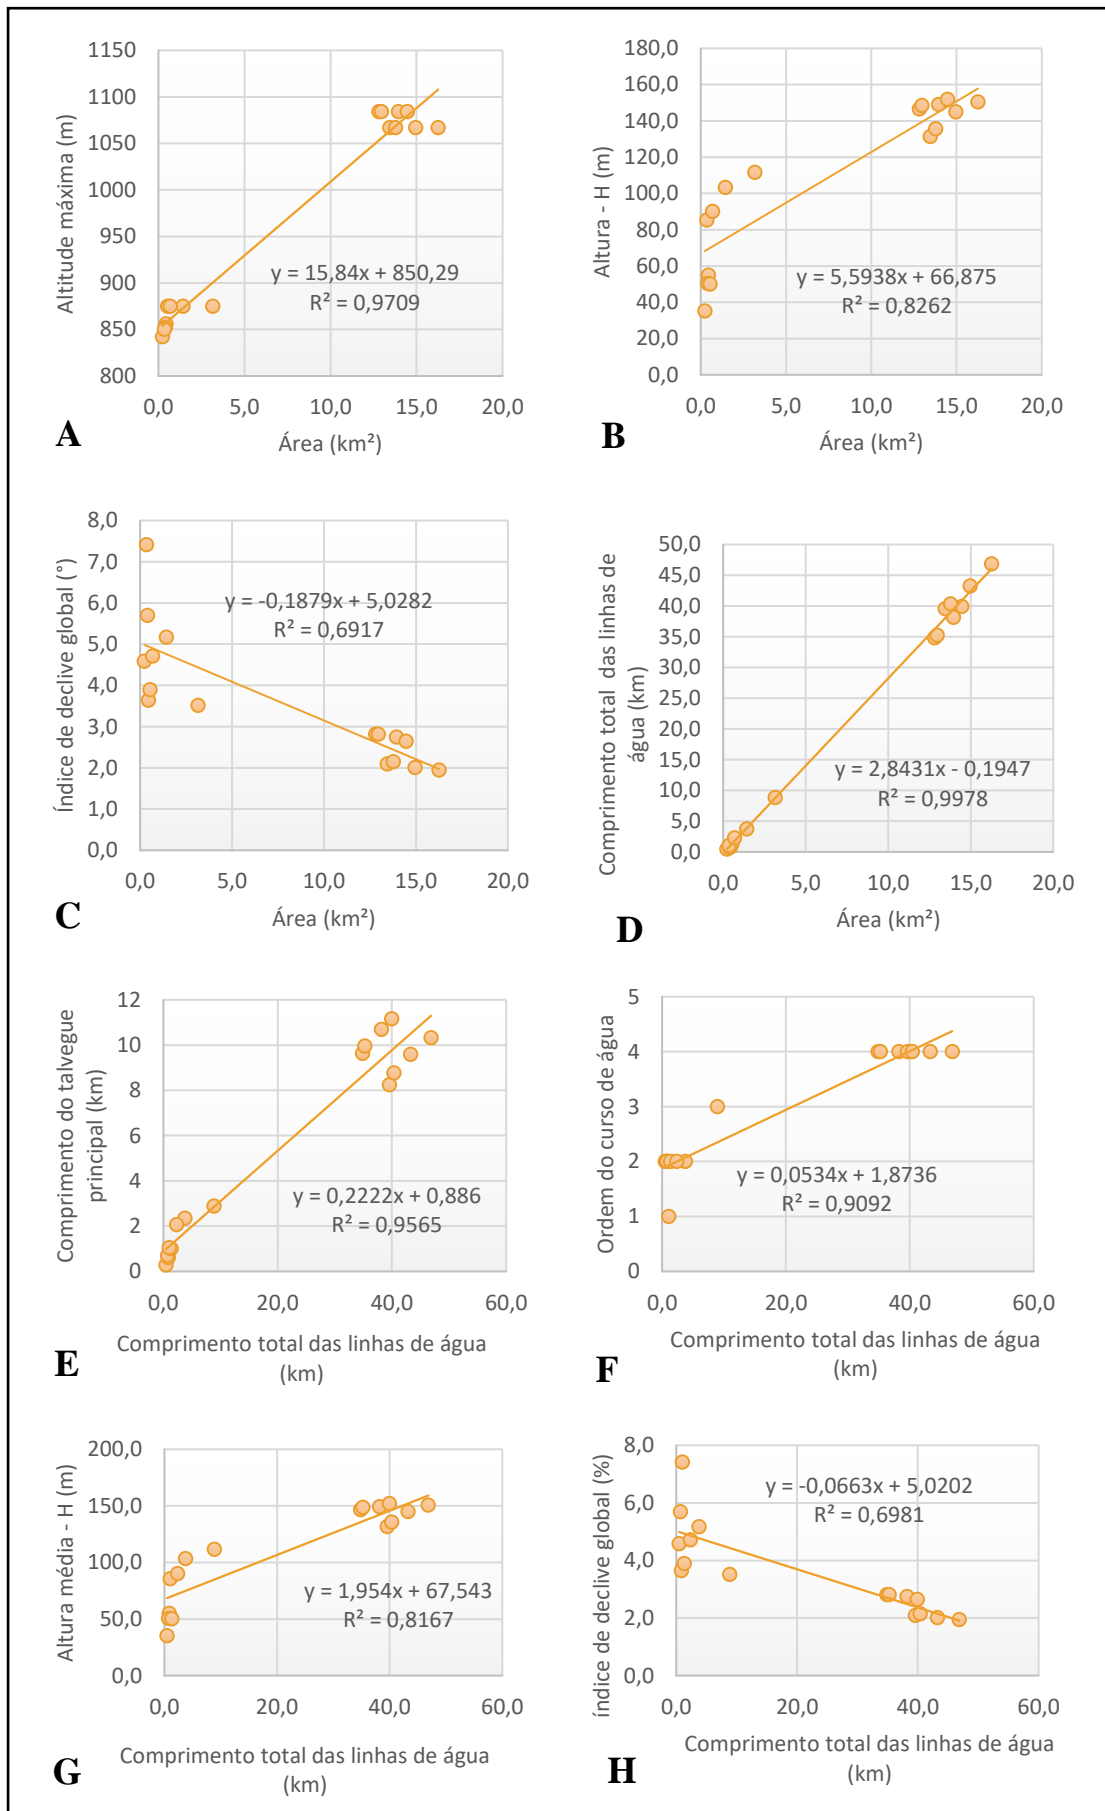 1150
1100
1050
1000
950
900
850
800
Altitude máxima (m)
y = 15,84x + 850,29
R² = 0,9709
0,0 5,0 10,0 15,0 20,0
Área (km²)
A
180,0
160,0
140,0
120,0
100,0
80,0
60,0
40,0
20,0
0,0
Altura - H (m)
y = 5,5938x + 66,875
R² = 0,8262
0,0 5,0 10,0 15,0 20,0
Área (km²)
B
8,0
7,0
6,0
5,0
4,0
3,0
2,0
1,0
0,0
Índice de declive global (°)
y = -0,1879x + 5,0282
R² = 0,6917
0,0 5,0 10,0 15,0 20,0
Área (km²)
C
50,0
45,0
40,0
35,0
30,0
25,0
20,0
15,0
10,0
5,0
0,0
Comprimento total das linhas de
água (km)
y = 2,8431x - 0,1947
R² = 0,9978
0,0 5,0 10,0 15,0 20,0
Área (km²)
D
12
10
8
6
4
2
0
Comprimento do talvegue
principal (km)
y = 0,2222x + 0,886
R² = 0,9565
0,0 20,0 40,0 60,0
Comprimento total das linhas de água
(km)
E
5
4
3
2
1
0
Ordem do curso de água
y = 0,0534x + 1,8736
R² = 0,9092
0,0 20,0 40,0 60,0
Comprimento total das linhas de água
(km)
F
200,0
150,0
100,0
50,0
0,0
Altura média - H (m)
y = 1,954x + 67,543
R² = 0,8167
0,0 20,0 40,0 60,0
Comprimento total das linhas de água
(km)
G
8,0
6,0
4,0
2,0
0,0
índice de declive global (%)
y = -0,0663x + 5,0202
R² = 0,6981
0,0 20,0 40,0 60,0
Comprimento total das linhas de água
(km)
H